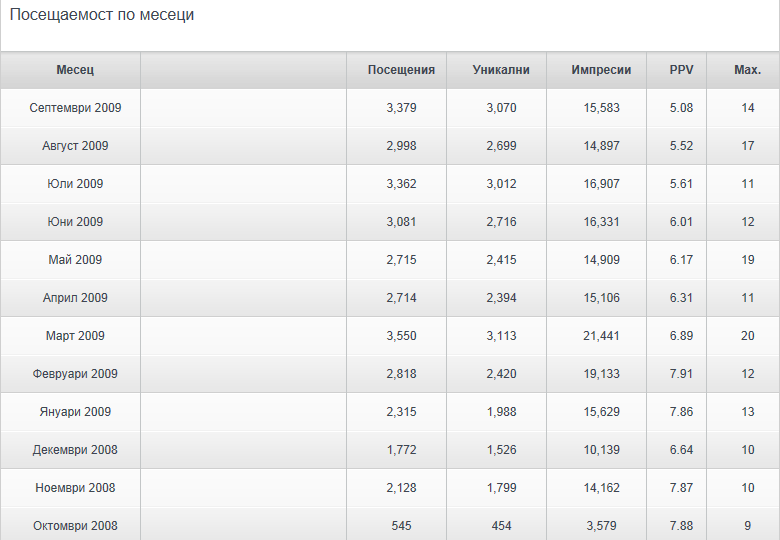 Посещаемост по месеци
Месец Посещения Уникални Импресии PPV Max.
Септември 2009 3,379 3,070 15,583 5.08 14
Август 2009 2,998 2,699 14,897 5.52 17
Юли 2009 3,362 3,012 16,907 5.61 11
Юни 2009 3,081 2,716 16,331 6.01 12
Май 2009 2,715 2,415 14,909 6.17 19
Април 2009 2,714 2,394 15,106 6.31 11
Март 2009 3,550 3,113 21,441 6.89 20
Февруари 2009 2,818 2,420 19,133 7.91 12
Януари 2009 2,315 1,988 15,629 7.86 13
Декември 2008 1,772 1,526 10,139 6.64 10
Ноември 2008 2,128 1,799 14,162 7.87 10
Октомври 2008 545 454 3,579 7.88 9